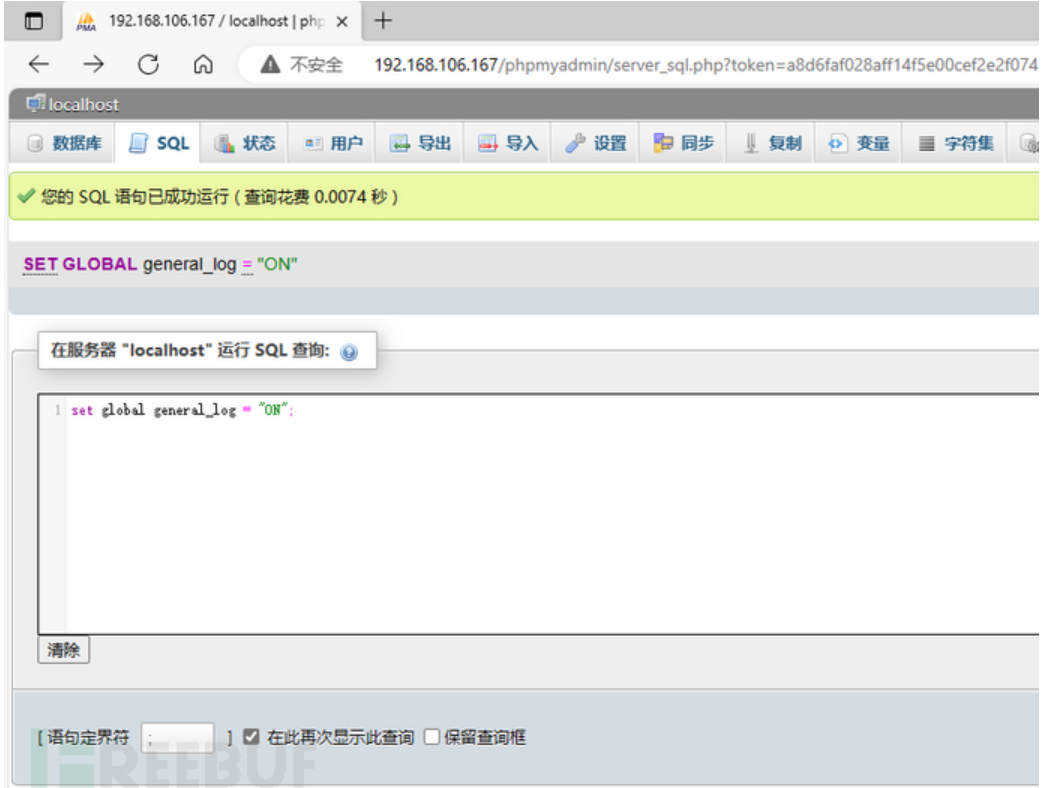 192.168.106.167 / localhost | php
不安全 192.168.106.167/phpmyadmin/server_sql.php?token=a8d6faf028aff14f5e00cef2e2f074
localhost
数据库 SQL 状态 用户 导出 导入 设置 同步 复制 变量 字符集
您的 SQL 语句已成功运行 ( 查询花费 0.0074 秒 )
SET GLOBAL general_log = "ON"
在服务器 "localhost" 运行 SQL 查询:
1 set global general_log = "ON";
清除
[ 语句定界符 ; ] 在此再次显示此查询 保留查询框
FREEBUF